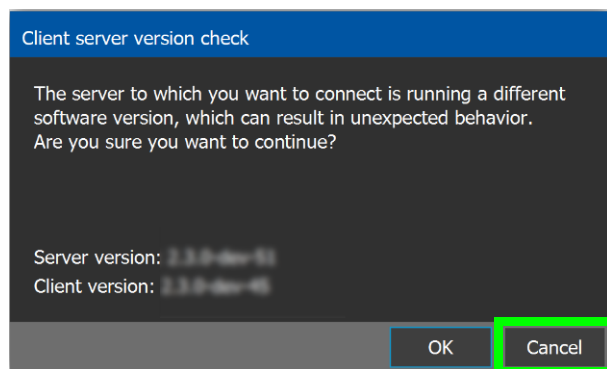 Client server version check
The server to which you want to connect is running a different
software version, which can result in unexpected behavior.
Are you sure you want to continue?
Server version:
Client version:
OK
Cancel